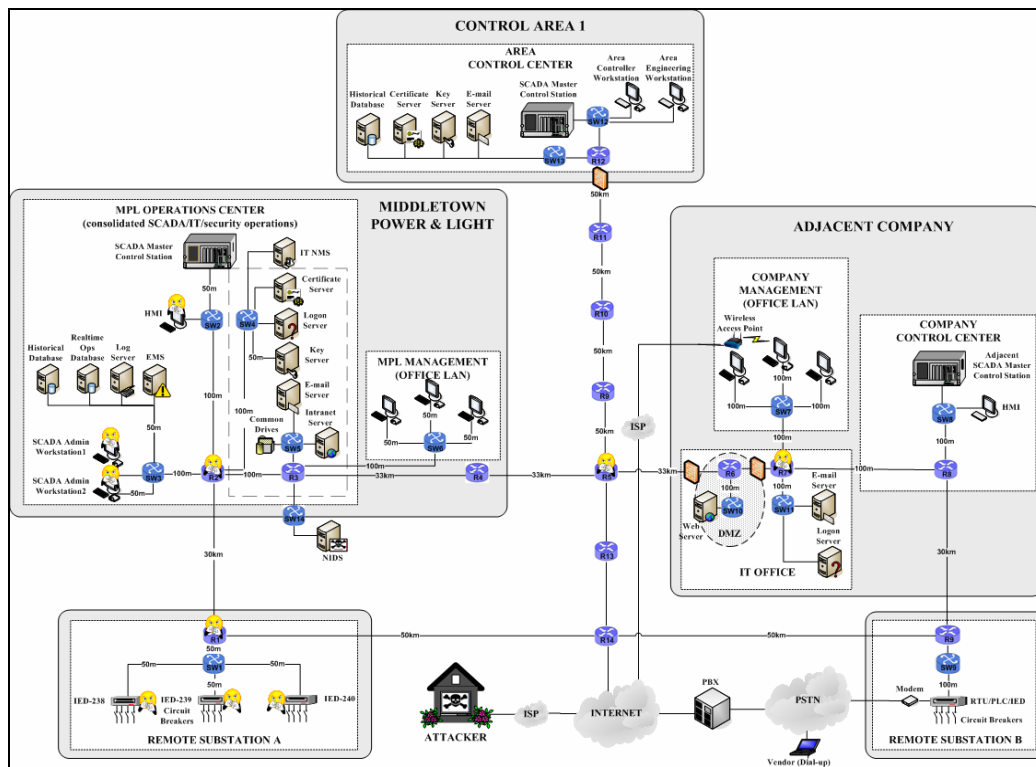 CONTROL AREA 1
AREA
CONTROL CENTER
Area
Controller
Workstation
Area
Engineering
Workstation
SCADA Master
Control Station
Historical
Database
Certificate
Server
Key
Server
E-mail
Server
SW12
SW13
R12
50km
R11
50km
R10
50km
R9
50km
MIDDLETOWN
POWER & LIGHT
MPL OPERATIONS CENTER
(consolidated SCADA/IT/security operations)
SCADA Master
Control Station
50m
IT NMS
Certificate
Server
HMI
SW2
SW4
Logon
Server
50m
Key
Server
Historical
Database
Realtime
Ops
Database
Log
Server
EMS
100m
100m
E-mail
Server
Intranet
Server
Common
Drives
SW5
50m
SCADA Admin
Workstation1
SCADA Admin
Workstation2
50m
SW3
100m
R2
100m
R3
100m
SW14
NIDS
MPL MANAGEMENT
(OFFICE LAN)
50m
50m
50m
SW6
33km
R4
33km
R5
33km
ADJACENT COMPANY
COMPANY
MANAGEMENT
(OFFICE LAN)
Wireless
Access Point
100m
100m
100m
SW7
100m
ISP
COMPANY
CONTROL CENTER
Adjacent
SCADA Master
Control Station
SW8
HMI
100m
R8
R6
100m
Web
Server
SW10
DMZ
R7
100m
100m
SW11
E-mail
Server
Logon
Server
IT OFFICE
R13
30km
30km
R1
50km
R14
50km
R9
50m
SW1
50m
50m
50m
IED-238
IED-239
IED-240
Circuit
Breakers
REMOTE SUBSTATION A
ATTACKER
ISP
INTERNET
PBX
PSTN
Modem
Vendor (Dial-up)
SW9
100m
RTU/PLC/IED
Circuit Breakers
REMOTE SUBSTATION B